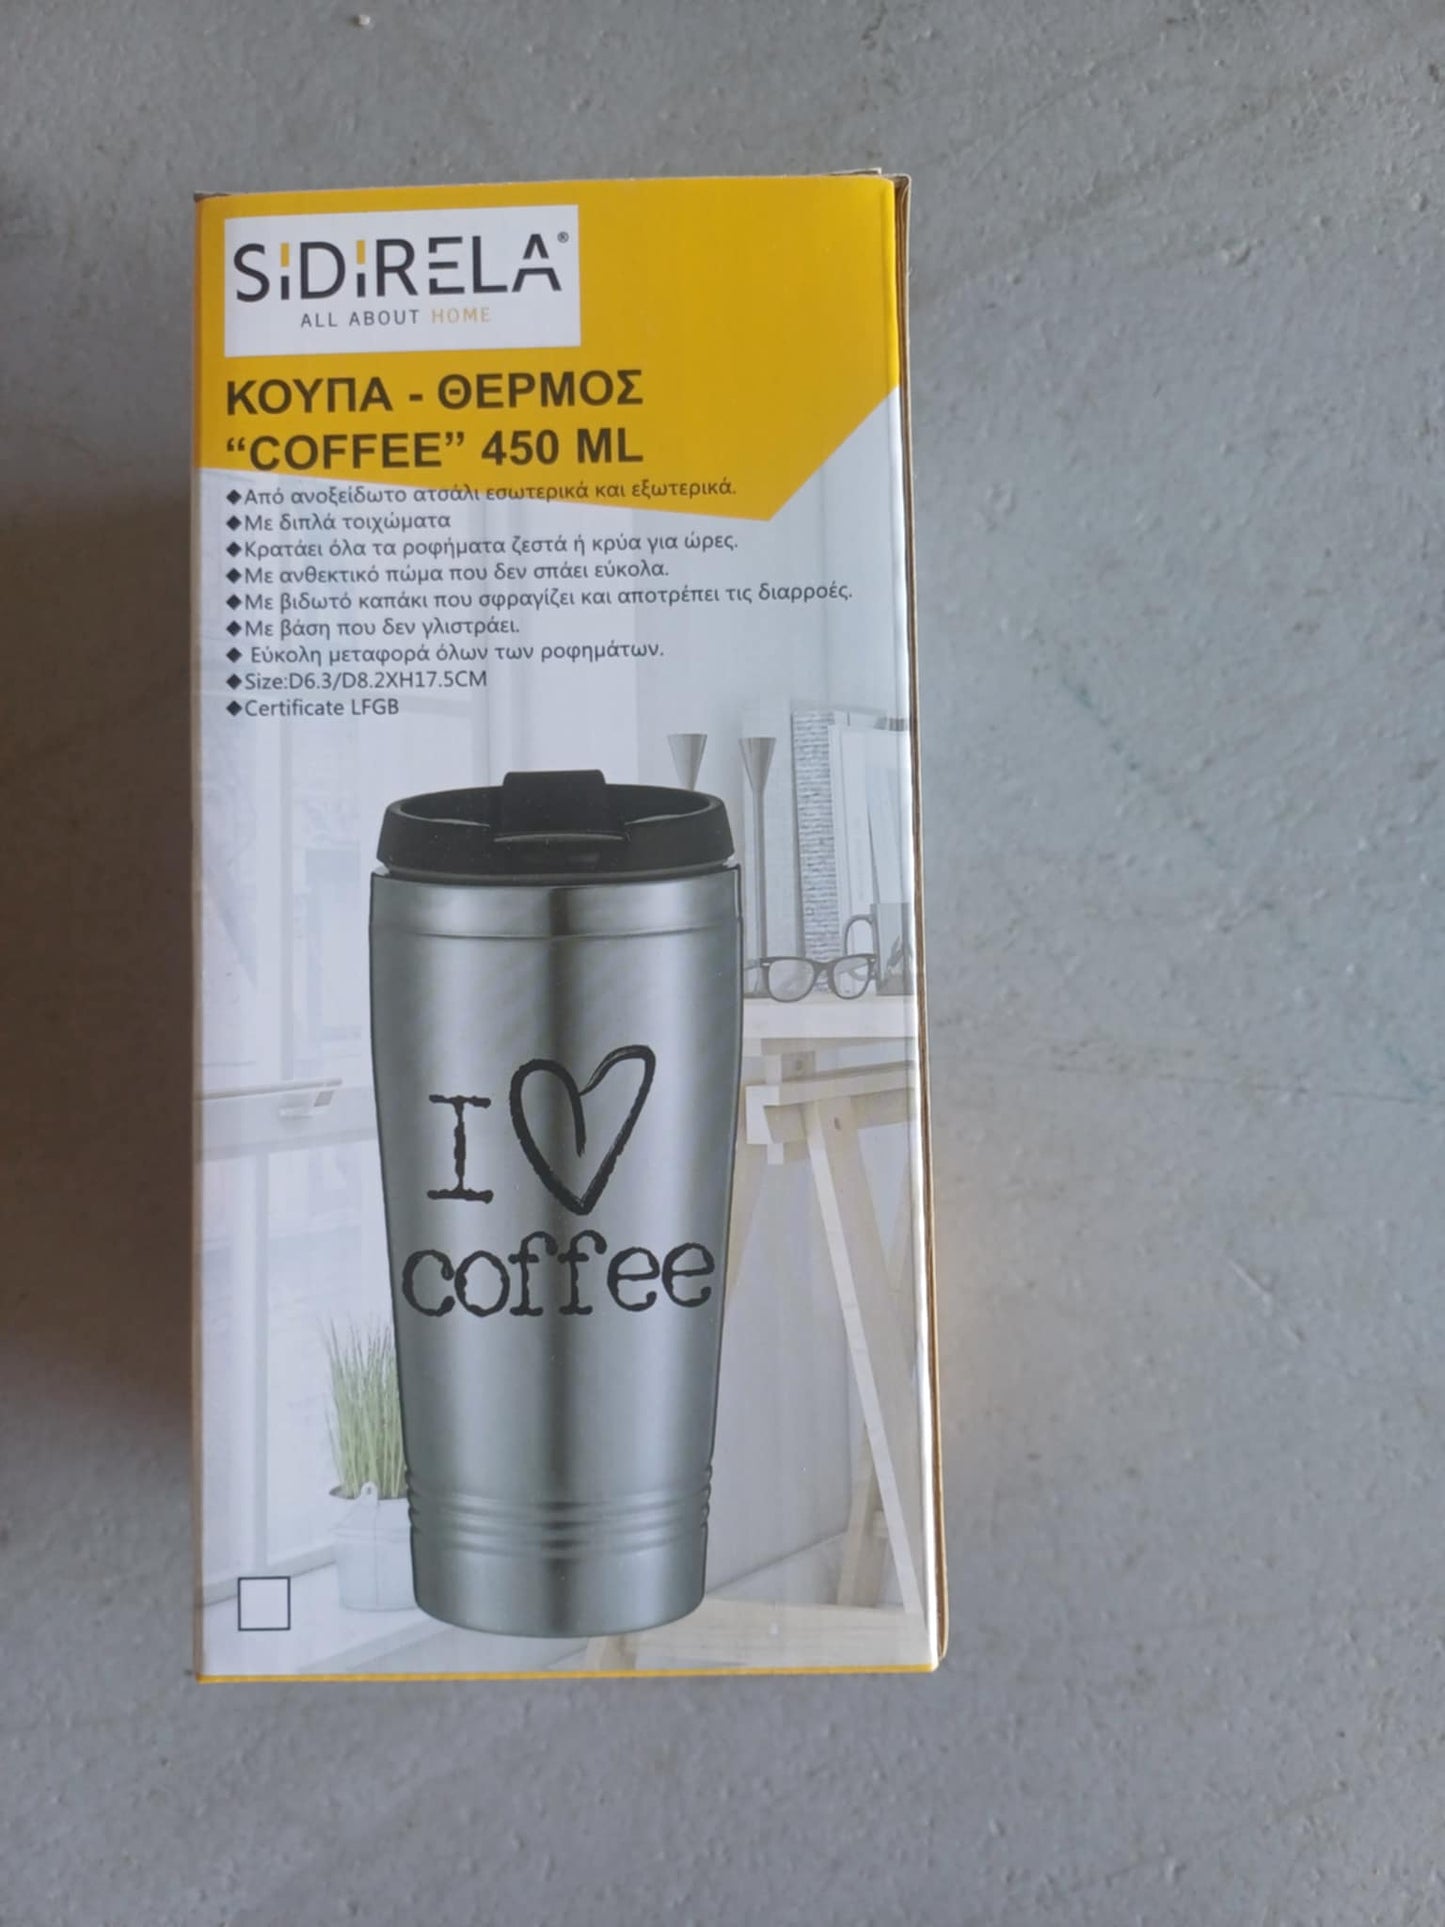 SiDiRELA®
ALL ABOUT HOME
ΚΟΥΠΑ - ΘΕΡΜΟΣ
“COFFEE” 450 ML
◆Από ανοξείδωτο ατσάλι εσωτερικά και εξωτερικά.
◆Με διπλά τοιχώματα
◆Κρατάει όλα τα ροφήματα ζεστά ή κρύα για ώρες.
◆Με ανθεκτικό πώμα που δεν σπάει εύκολα.
◆Με βιδωτό καπάκι που σφραγίζει και αποτρέπει τις διαρροές.
◆Με βάση που δεν γλιστράει.
◆ Εύκολη μεταφορά όλων των ροφημάτων.
◆Size:D6.3/D8.2XH17.5CM
◆Certificate LFGB
I
coffee